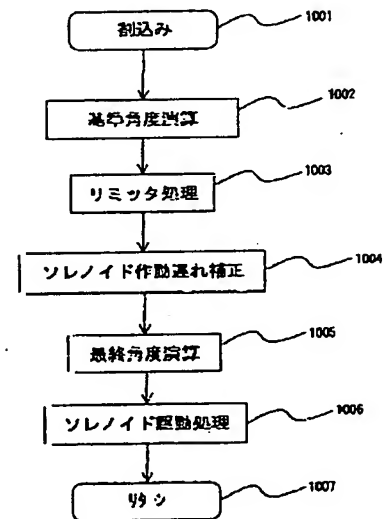 割込み
1001
基準角度演算
1002
リミッタ処理
1003
ソレノイド作動遅れ補正
1004
最終角度演算
1005
ソレノイド駆動処理
1006
リターン
1007